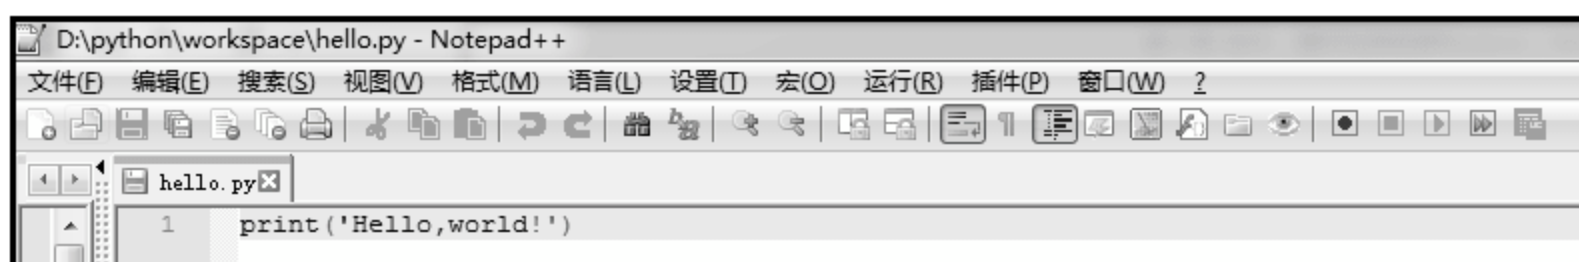 D:\python\workspace\hello.py - Notepad++
文件(F) 编辑(E) 搜索(S) 视图(V) 格式(M) 语言(L) 设置(T) 宏(O) 运行(R) 插件(P) 窗口(W) ?
hello.py
1 print('Hello,world!')